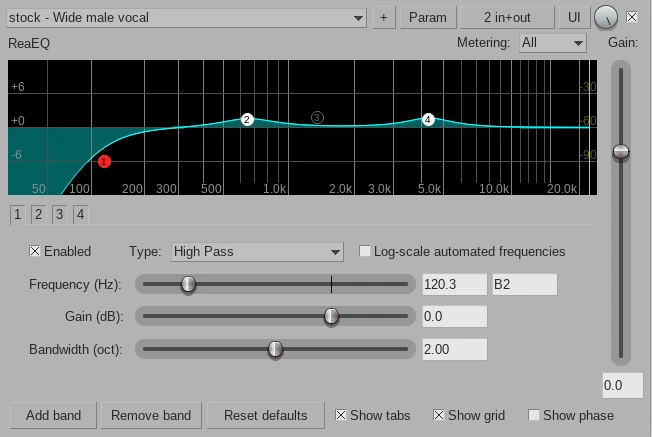 stock - Wide male vocal + Param 2 in+out UI
ReaEQ Metering: All Gain:
+6 -30
+0 2 3 4 -60
-6 1 -90
50 100 200 300 500 1.0k 2.0k 3.0k 5.0k 10.0k 20.0k
1 2 3 4
Enabled Type: High Pass Log-scale automated frequencies
Frequency (Hz): 120.3 B2
Gain (dB): 0.0
Bandwidth (oct): 2.00
0.0
Add band Remove band Reset defaults Show tabs Show grid Show phase